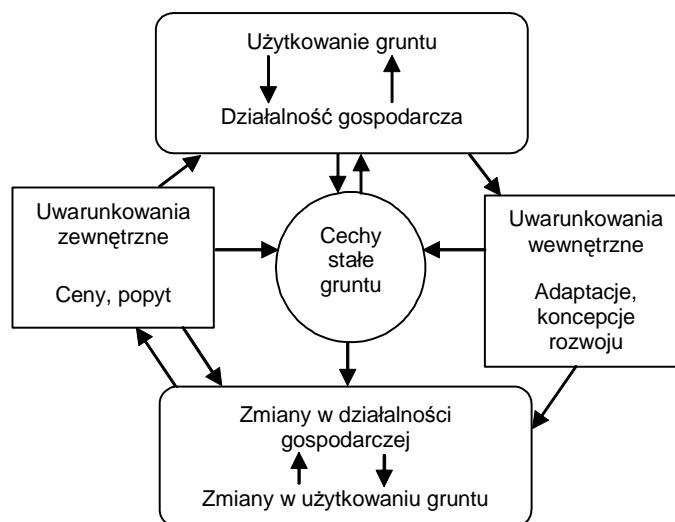 Użytkowanie gruntu
Działalność gospodarcza
Uwarunkowania
zewnętrzne
Ceny, popyt
Cechy
stałe
gruntu
Uwarunkowania
wewnętrzne
Adaptacje,
koncepcje
rozwoju
Zmiany w działalności
gospodarczej
Zmiany w użytkowaniu gruntu